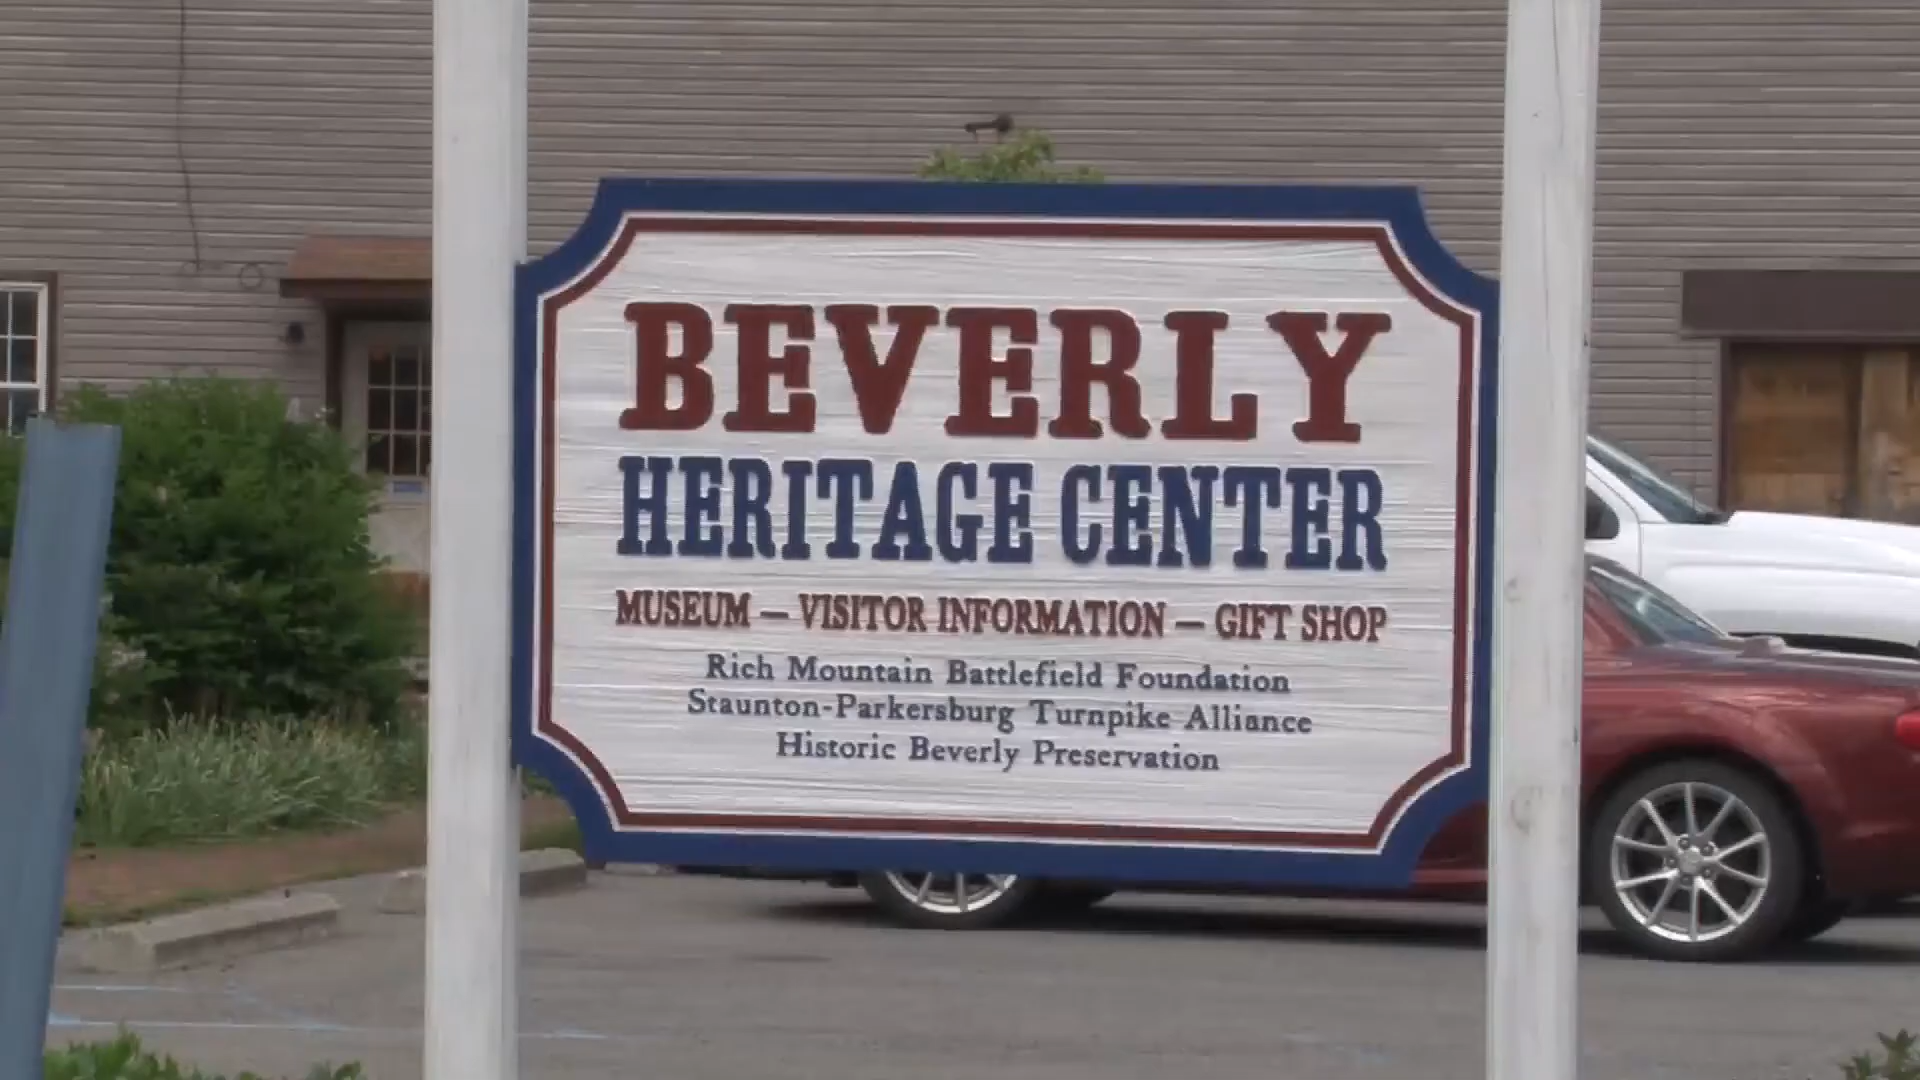 BEVERLY
HERITAGE CENTER
MUSEUM — VISITOR INFORMATION — GIFT SHOP
Rich Mountain Battlefield Foundation
Staunton-Parkersburg Turnpike Alliance
Historic Beverly Preservation